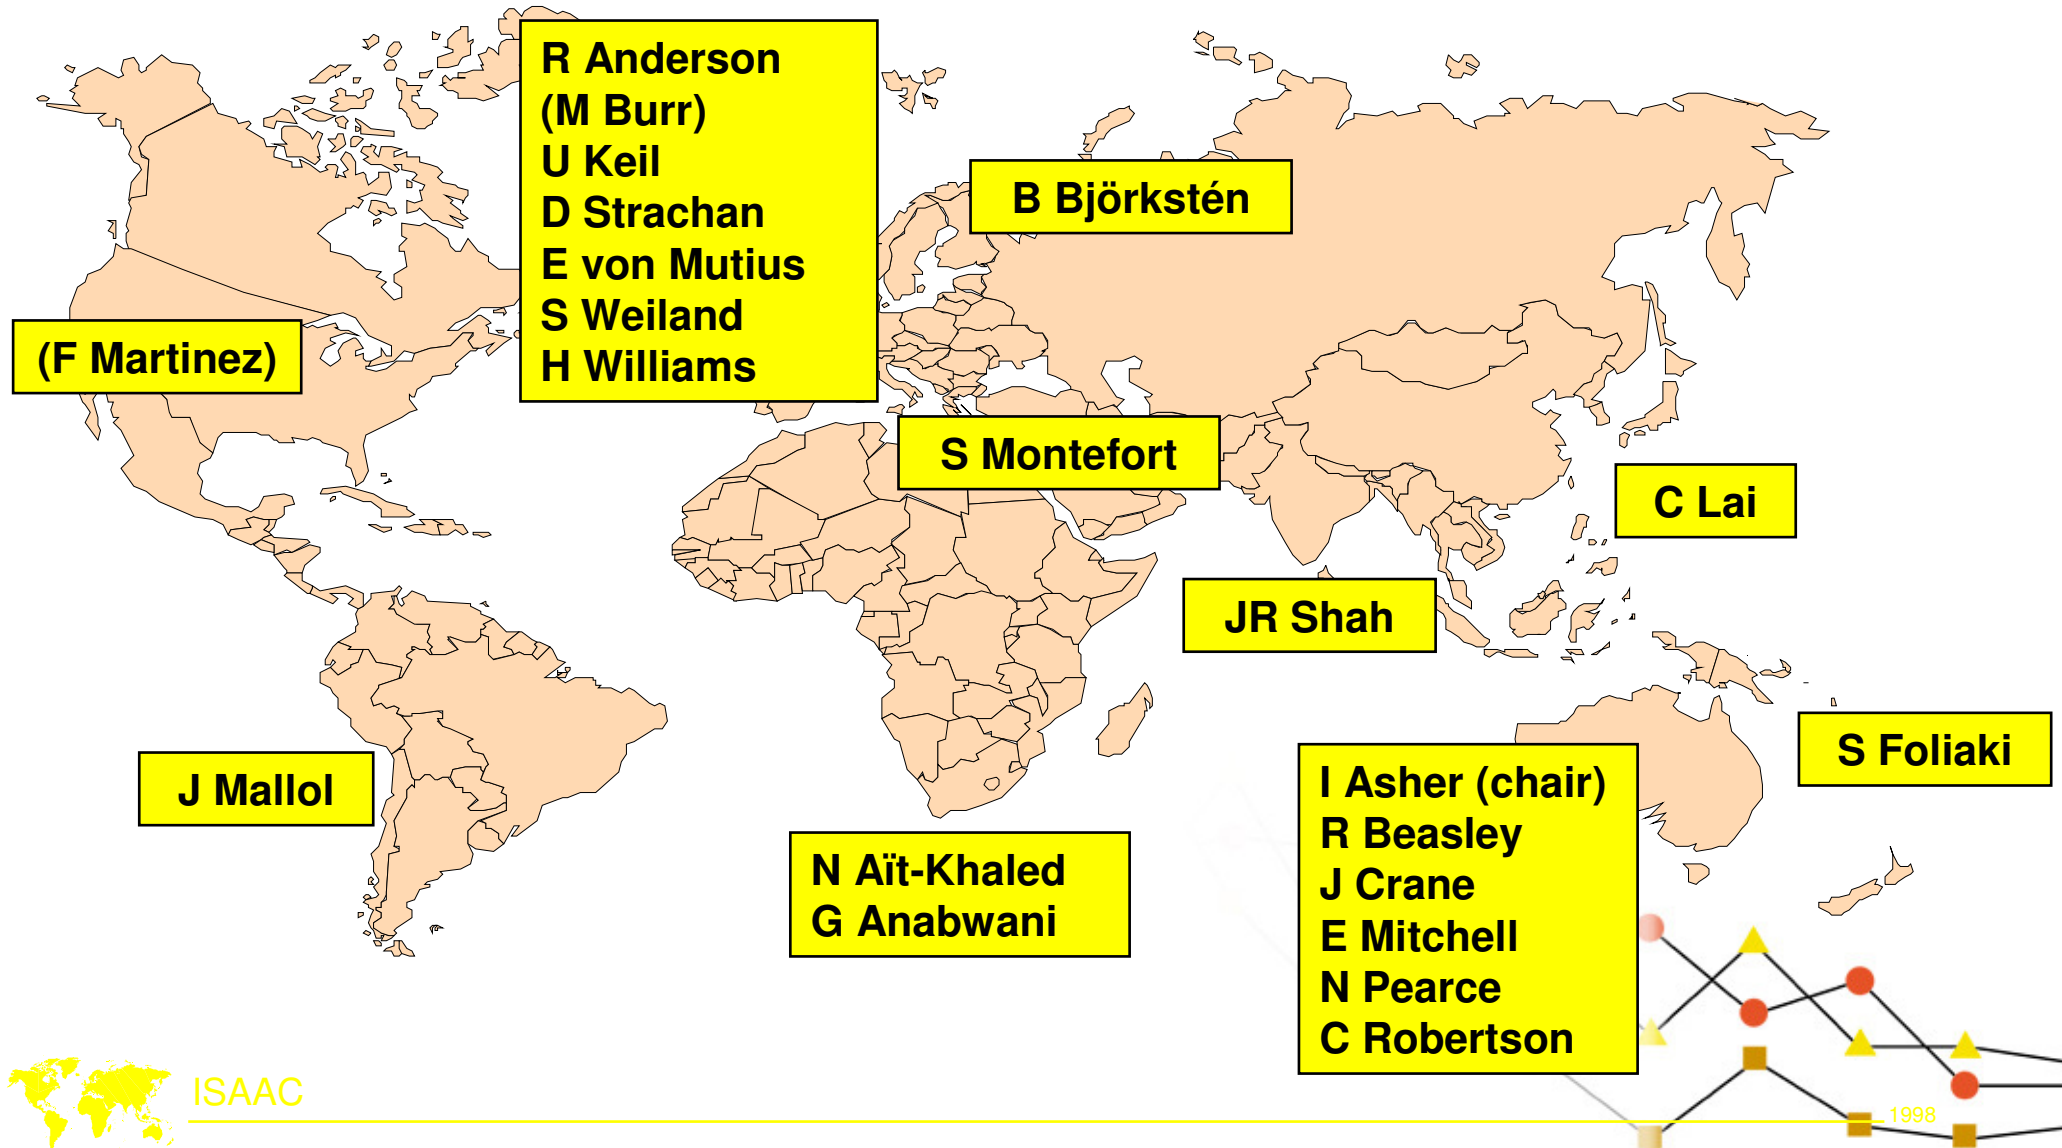 R Anderson
(M Burr)
U Keil
D Strachan
E von Mutius
S Weiland
H Williams
B Björkstén
(F Martinez)
S Montefort
C Lai
JR Shah
S Foliaki
J Mallol
I Asher (chair)
R Beasley
J Crane
E Mitchell
N Pearce
C Robertson
N Aït-Khaled
G Anabwani
ISAAC
1998